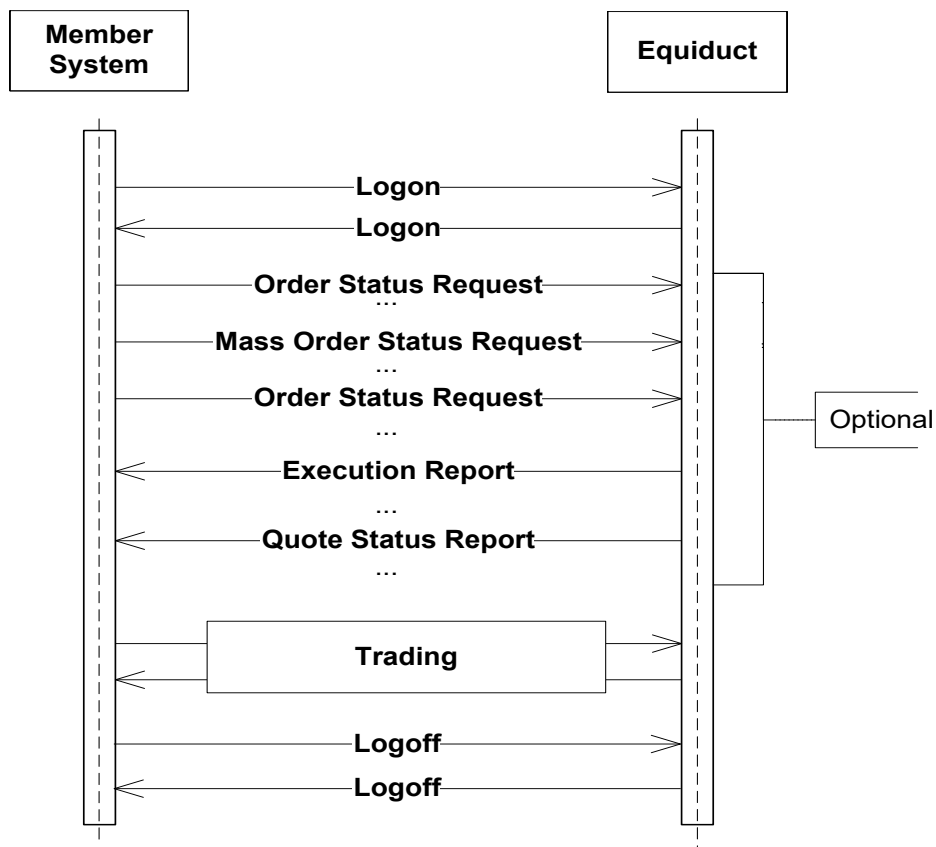 Member
System
Equiduct
Logon
Logon
Order Status Request
...
Mass Order Status Request
...
Order Status Request
...
Optional
Execution Report
...
Quote Status Report
...
Trading
Logoff
Logoff